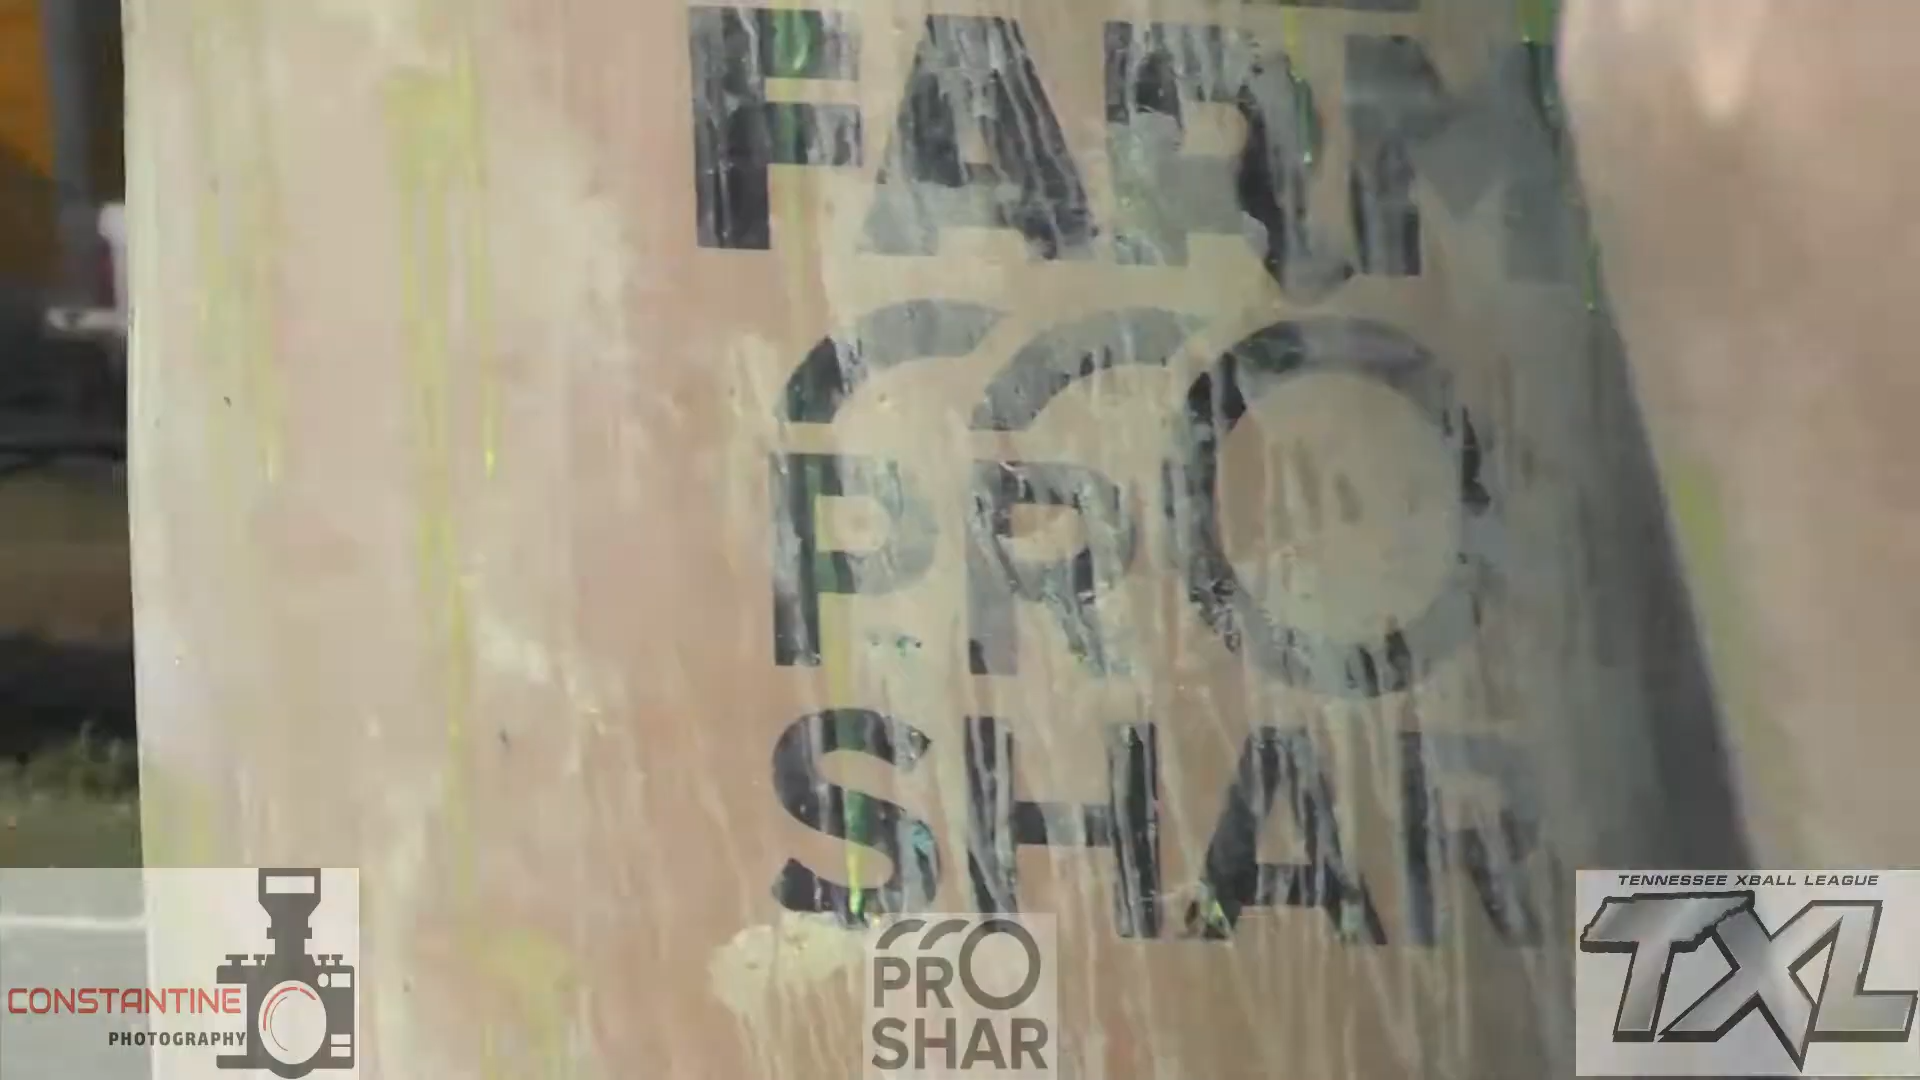 FARM
PRO
SHAR
CONSTANTINE
PHOTOGRAPHY
PRO
SHAR
TENNESSEE XBALL LEAGUE
TXL